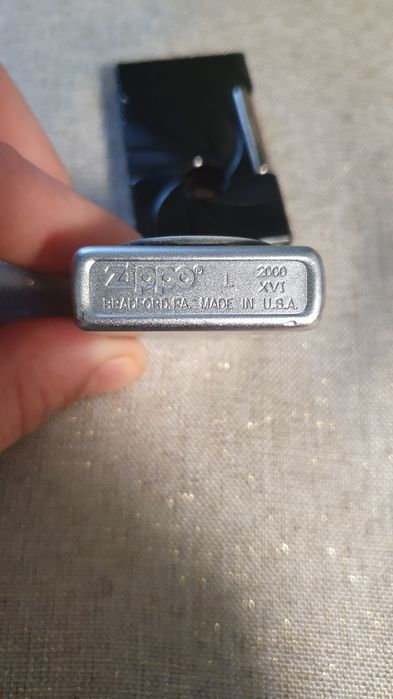 Zippo® L 2000
XVI
BRADFORD, PA. MADE IN U.S.A.